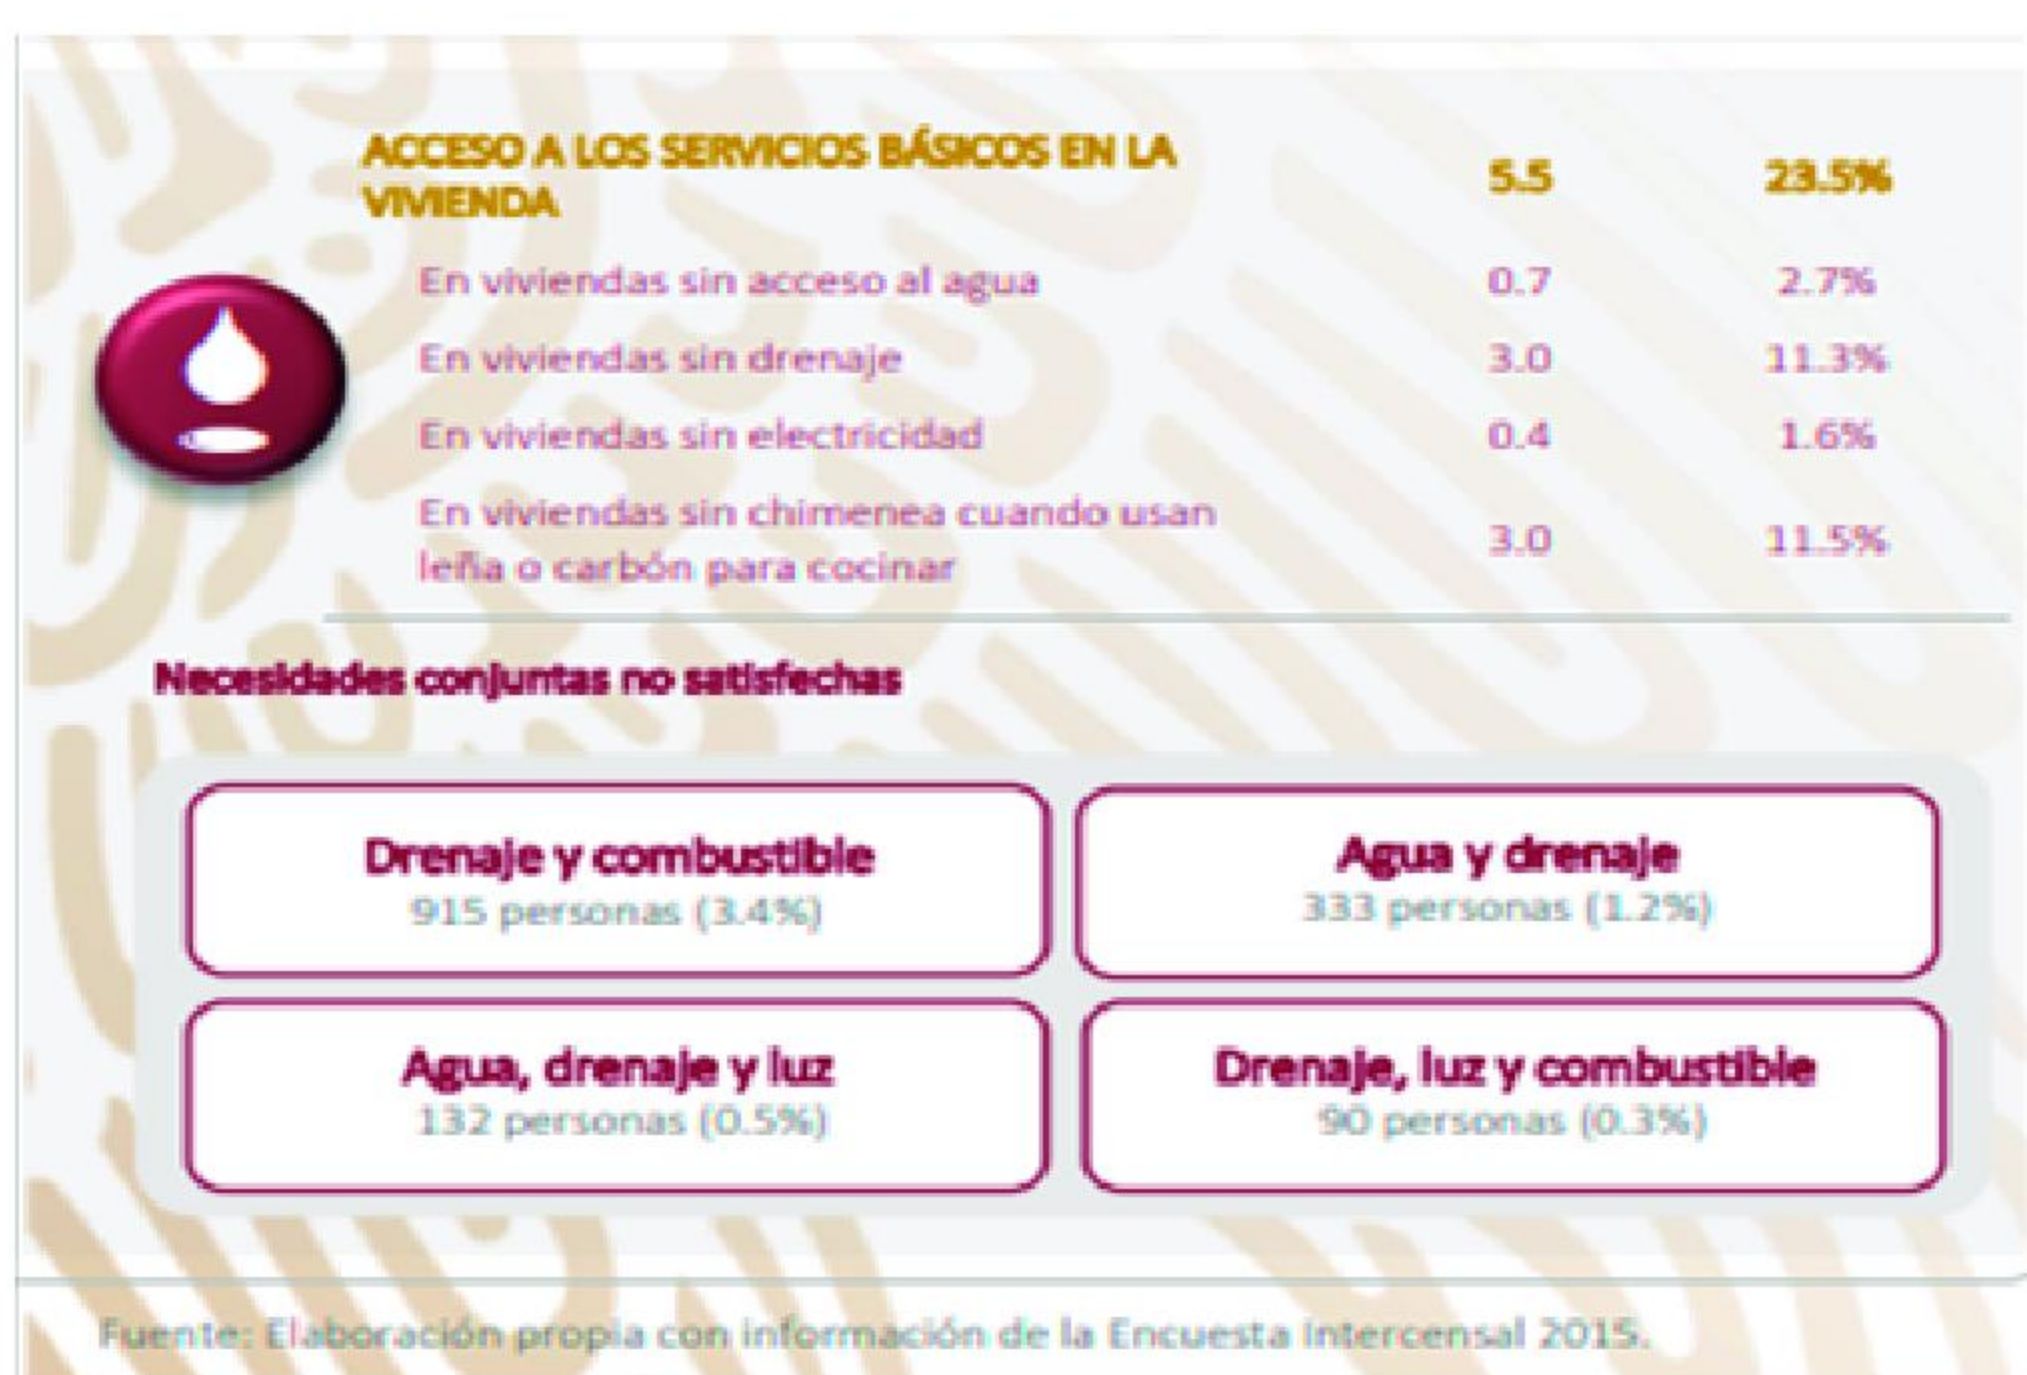 ACCESO A LOS SERVICIOS BÁSICOS EN LA
VIVIENDA
5.5 23.5%
En viviendas sin acceso al agua 0.7 2.7%
En viviendas sin drenaje 3.0 11.3%
En viviendas sin electricidad 0.4 1.6%
En viviendas sin chimenea cuando usan
leña o carbón para cocinar
3.0 11.5%
Necesidades conjuntas no satisfechas
Drenaje y combustible
915 personas (3.4%)
Agua y drenaje
333 personas (1.2%)
Agua, drenaje y luz
132 personas (0.5%)
Drenaje, luz y combustible
90 personas (0.3%)
Fuente: Elaboración propia con información de la Encuesta Intercensal 2015.